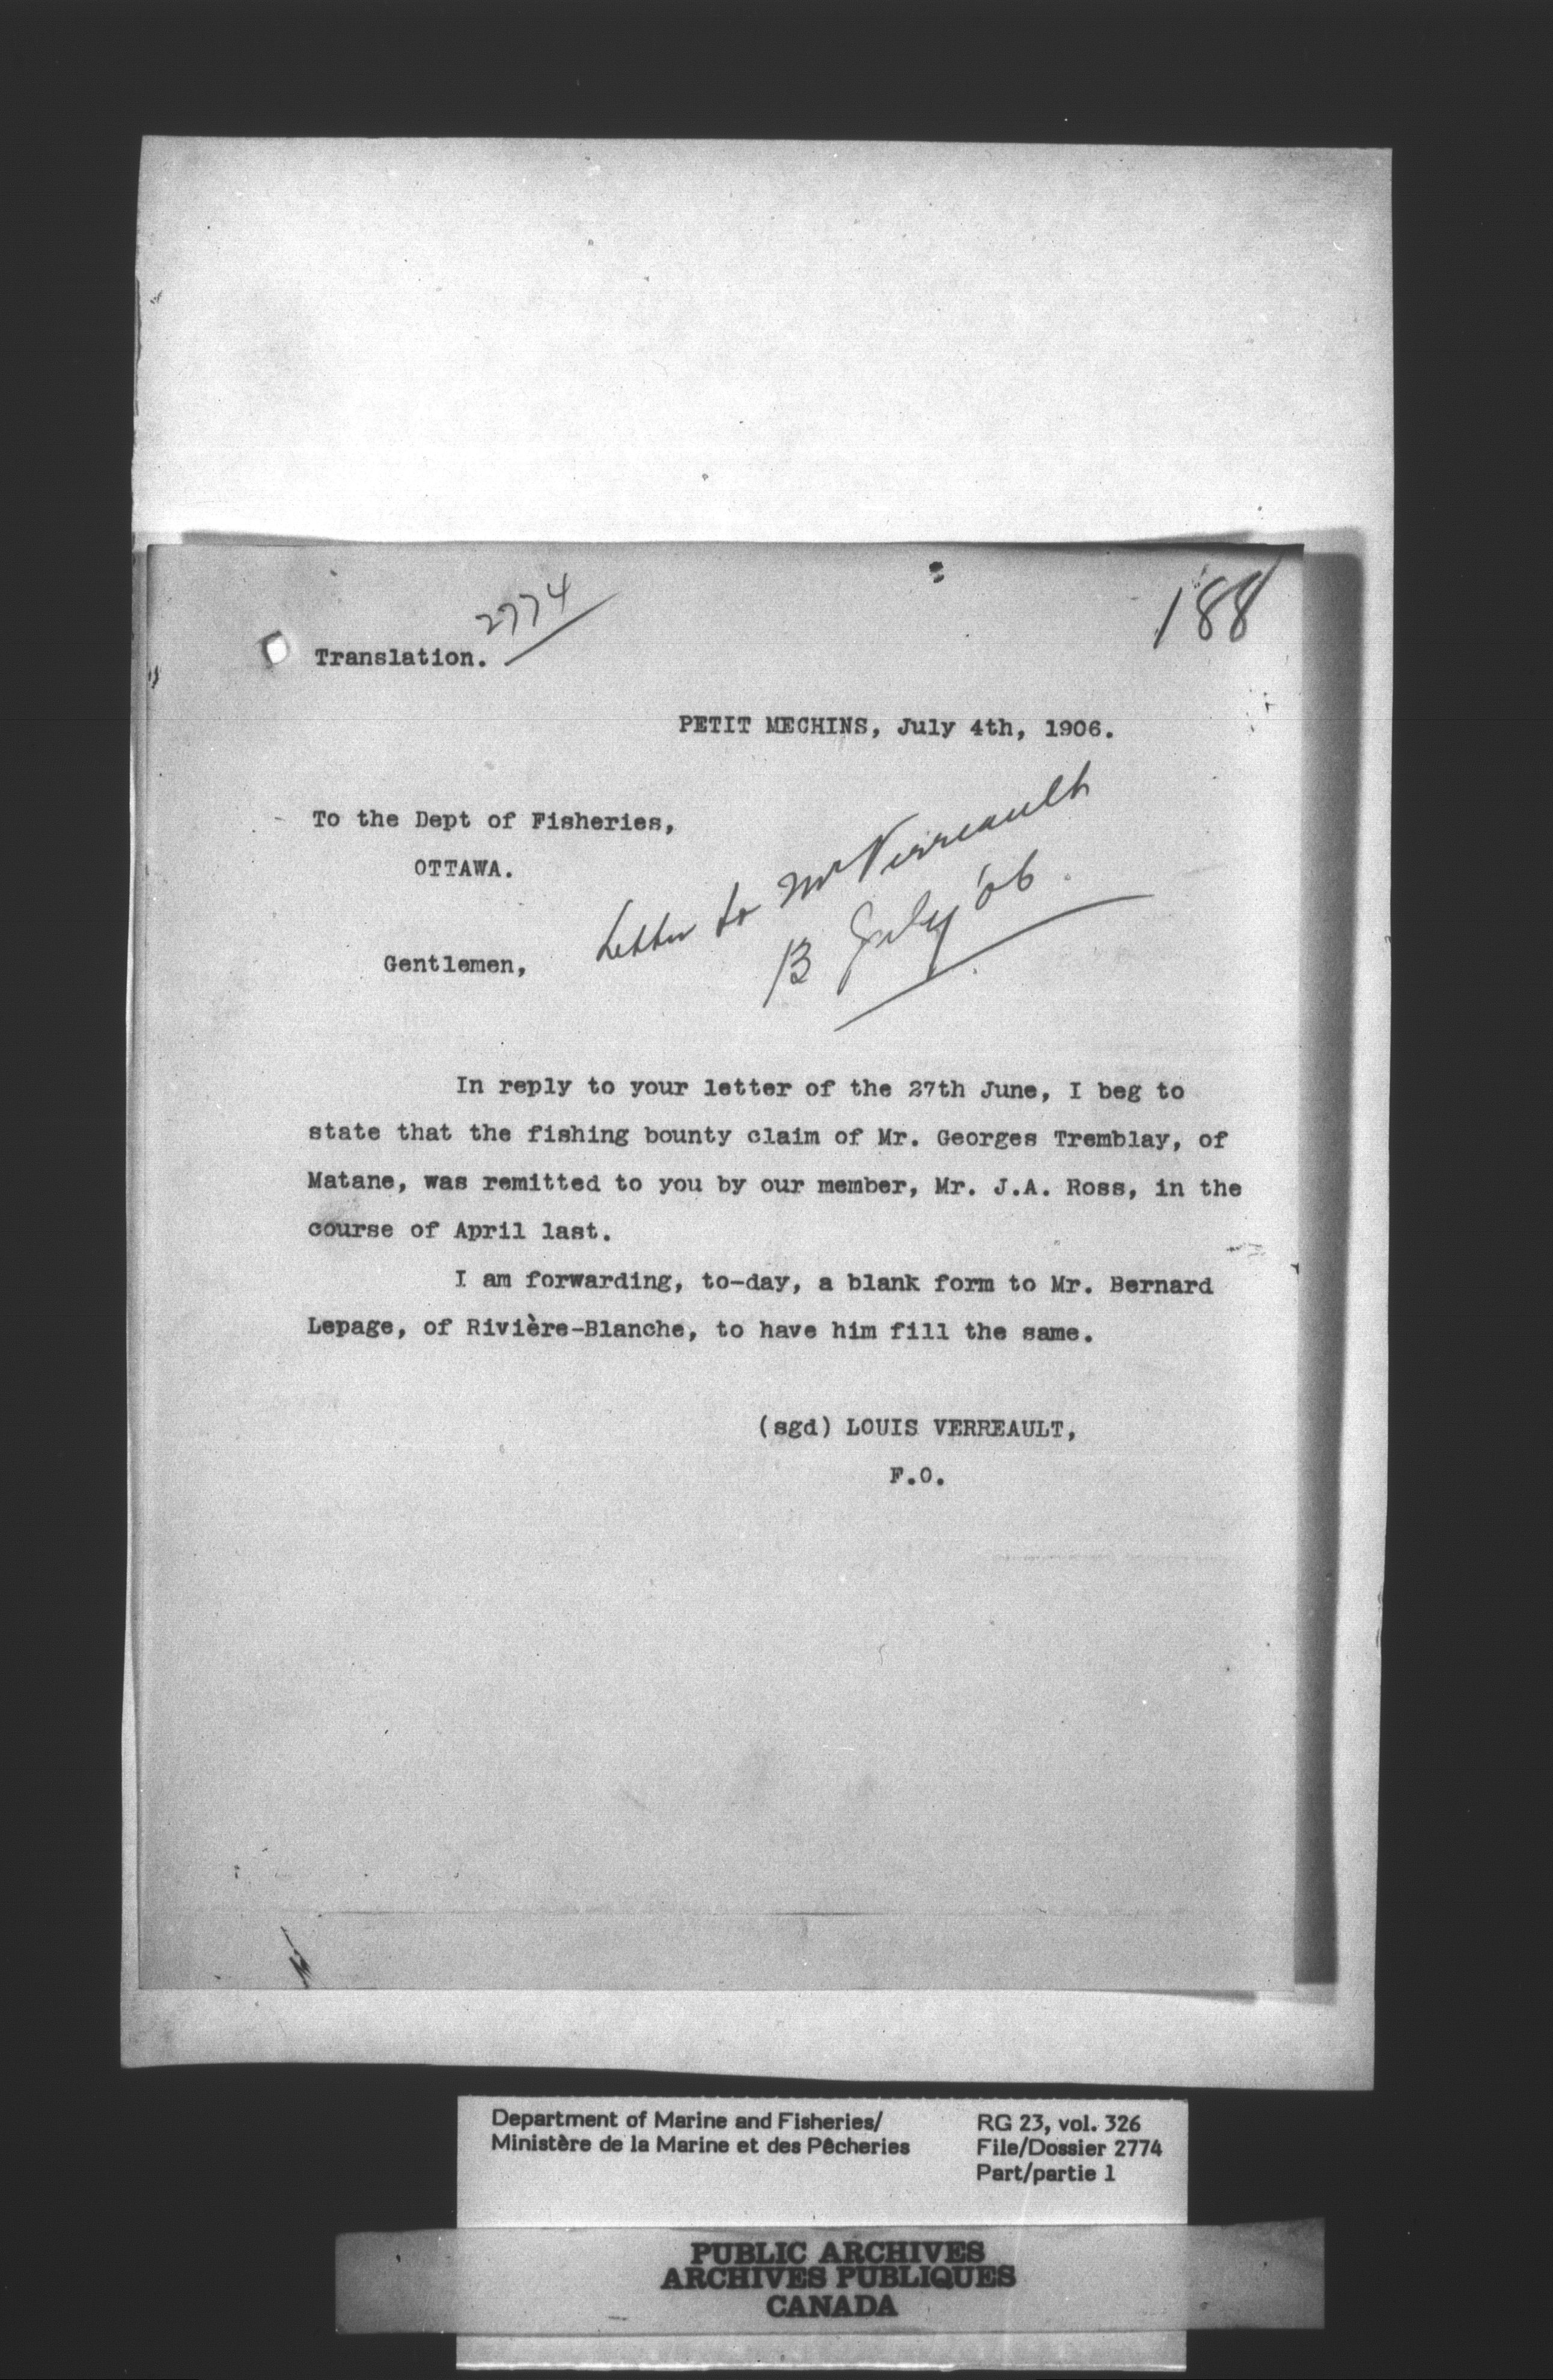 2774
188
Translation.
PETIT MECHINS, July 4th, 1906.
To the Dept of Fisheries,
OTTAWA.
Letter to Mr Verreault
13 July '06.
Gentlemen,
In reply to your letter of the 27th June, I beg to
state that the fishing bounty claim of Mr. Georges Tremblay, of
Matane, was remitted to you by our member, Mr. J.A. Ross, in the
course of April last.
I am forwarding, to-day, a blank form to Mr. Bernard
Lepage, of Rivière-Blanche, to have him fill the same.
(sgd) LOUIS VERREAULT,
F.O.
Department of Marine and Fisheries/
Ministère de la Marine et des Pêcheries
RG 23, vol. 326
File/Dossier 2774
Part/partie 1
PUBLIC ARCHIVES
ARCHIVES PUBLIQUES
CANADA